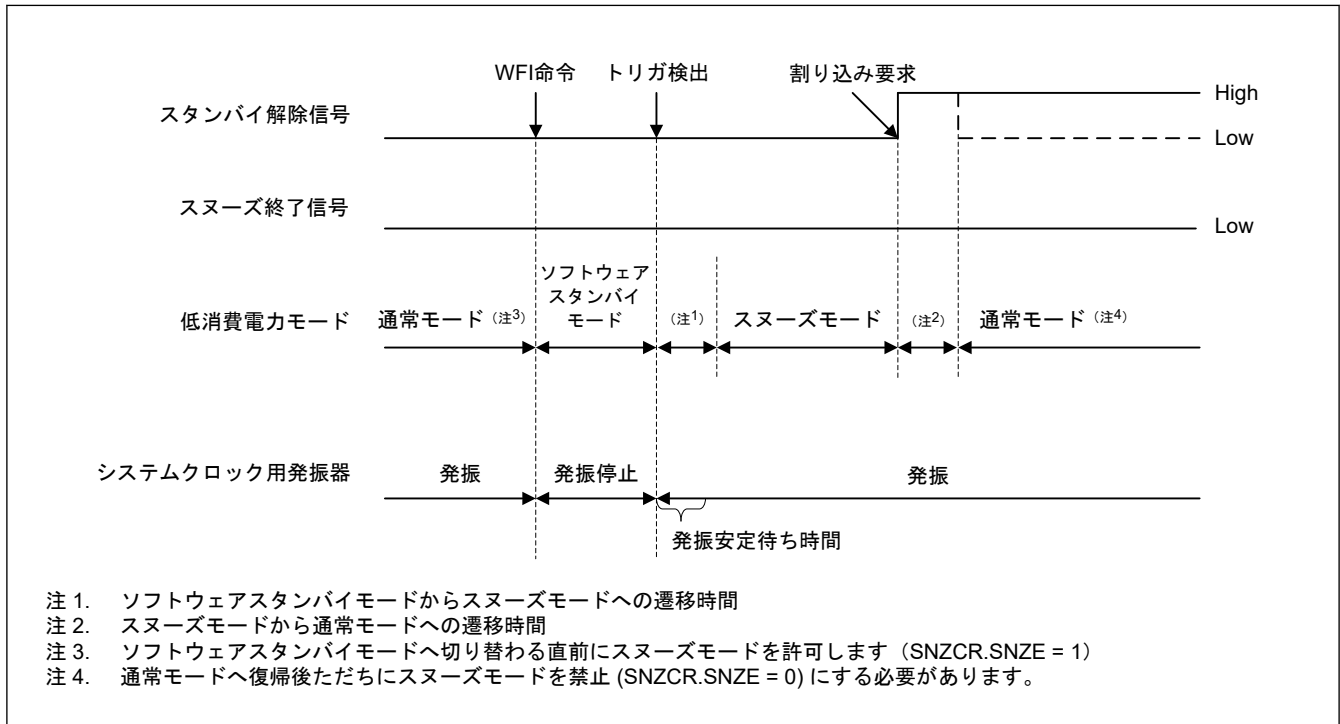 WFI命令 トリガ検出 割り込み要求
スタンバイ解除信号
High
Low
スヌーズ終了信号
Low
低消費電力モード
通常モード（注3）
ソフトウェア
スタンバイ
モード
（注1）
スヌーズモード
（注2）
通常モード（注4）
システムクロック用発振器
発振
発振停止
発振
発振安定待ち時間
注 1. ソフトウェアスタンバイモードからスヌーズモードへの遷移時間
注 2. スヌーズモードから通常モードへの遷移時間
注 3. ソフトウェアスタンバイモードへ切り替わる直前にスヌーズモードを許可します（SNZCR.SNZE = 1）
注 4. 通常モードへ復帰後ただちにスヌーズモードを禁止 (SNZCR.SNZE = 0) にする必要があります。